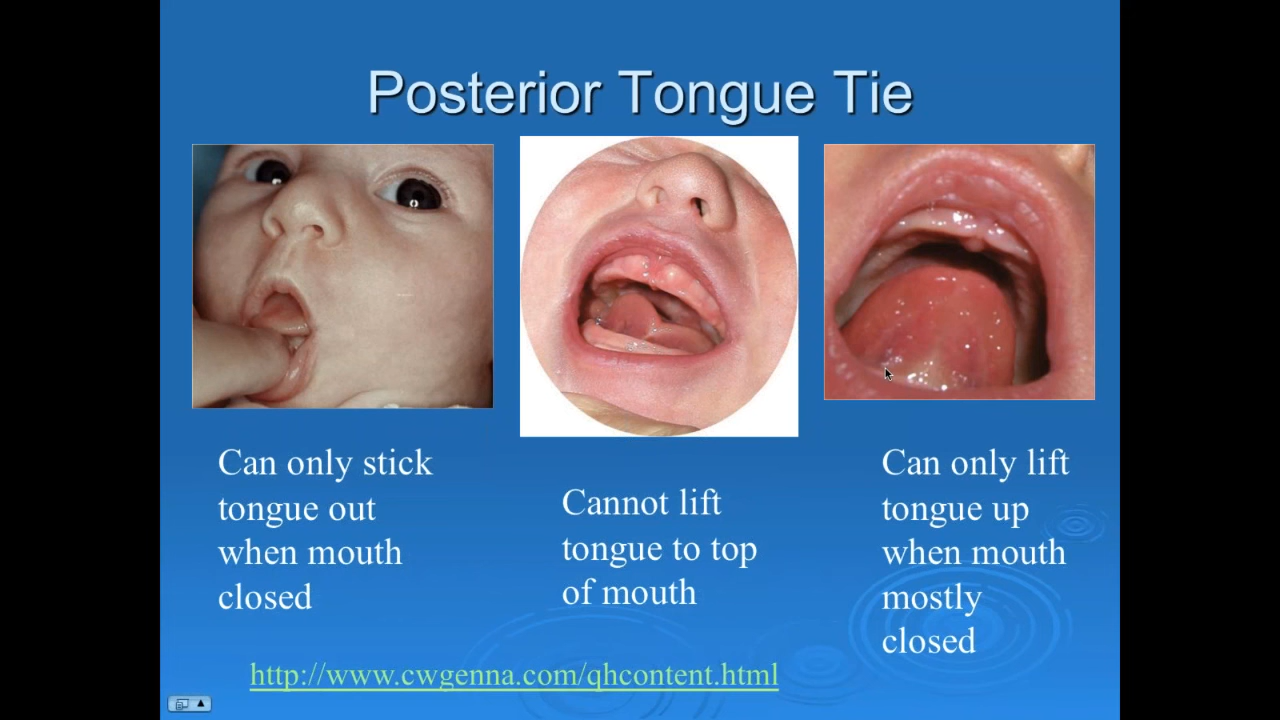 Posterior Tongue Tie
Can only stick
tongue out
when mouth
closed
Cannot lift
tongue to top
of mouth
Can only lift
tongue up
when mouth
mostly
closed
http://www.cwgenna.com/qhcontent.html